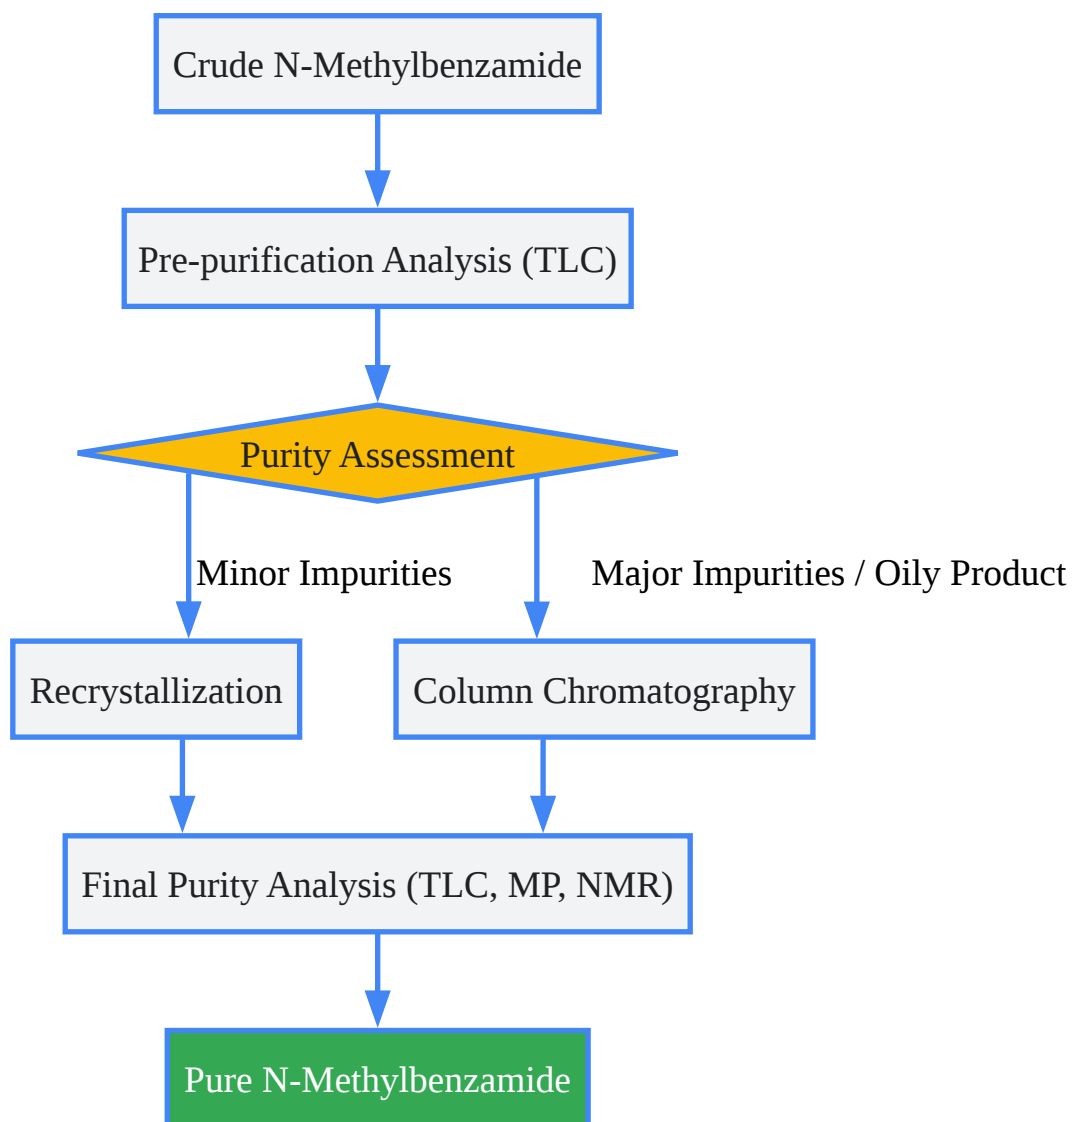 Crude N-Methylbenzamide
Pre-purification Analysis (TLC)
Purity Assessment
Minor Impurities
Major Impurities / Oily Product
Recrystallization
Column Chromatography
Final Purity Analysis (TLC, MP, NMR)
Pure N-Methylbenzamide